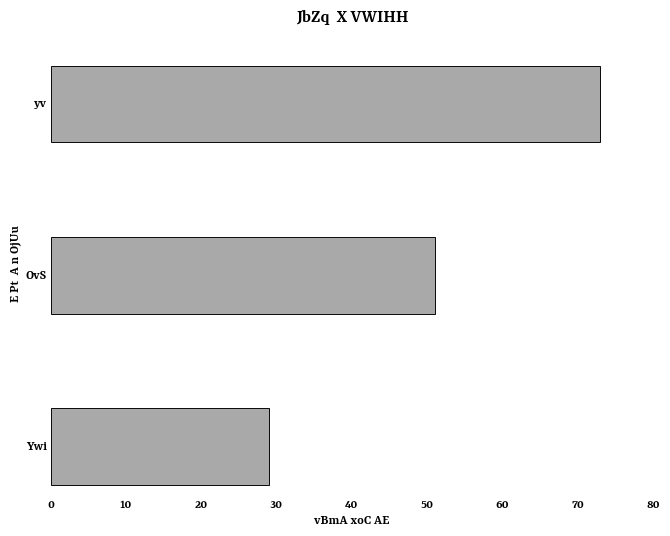 JbZq  X VWIHH
yv
OvS
Ywi
E Pt  A n OJUu
0 10 20 30 40 50 60 70 80
vBmA xoC AE